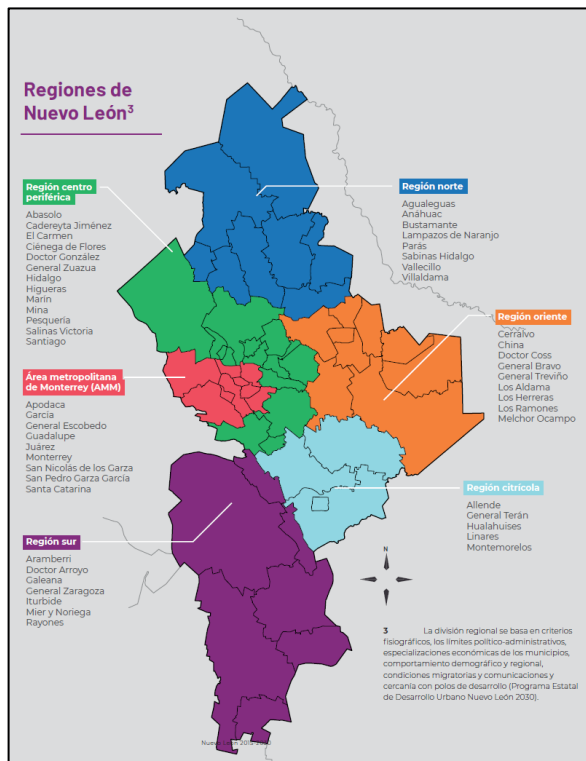 Regiones de
Nuevo León³
Región centro
periférica
Abasolo
Cadereyta Jiménez
El Carmen
Ciénega de Flores
Doctor González
General Zuazua
Hidalgo
Higueras
Marín
Mina
Pesquería
Salinas Victoria
Santiago
Región norte
Agualeguas
Anáhuac
Bustamante
Lampazos de Naranjo
Parás
Sabinas Hidalgo
Vallecillo
Villaldama
Región oriente
Cerralvo
China
Doctor Coss
General Bravo
General Treviño
Los Aldama
Los Herreras
Los Ramones
Melchor Ocampo
Área metropolitana
de Monterrey (AMM)
Apodaca
García
General Escobedo
Guadalupe
Juárez
Monterrey
San Nicolás de los Garza
San Pedro Garza García
Santa Catarina
Región citrícola
Allende
General Terán
Hualahuises
Linares
Montemorelos
Región sur
Aramberri
Doctor Arroyo
Galeana
General Zaragoza
Iturbide
Mier y Noriega
Rayones
N
3 La división regional se basa en criterios
fisiográficos, los límites político-administrativos,
especializaciones económicas de los municipios,
comportamiento demográfico y regional,
condiciones migratorias y comunicaciones y
cercanía con polos de desarrollo (Programa Estatal
de Desarrollo Urbano Nuevo León 2030).
Nuevo León